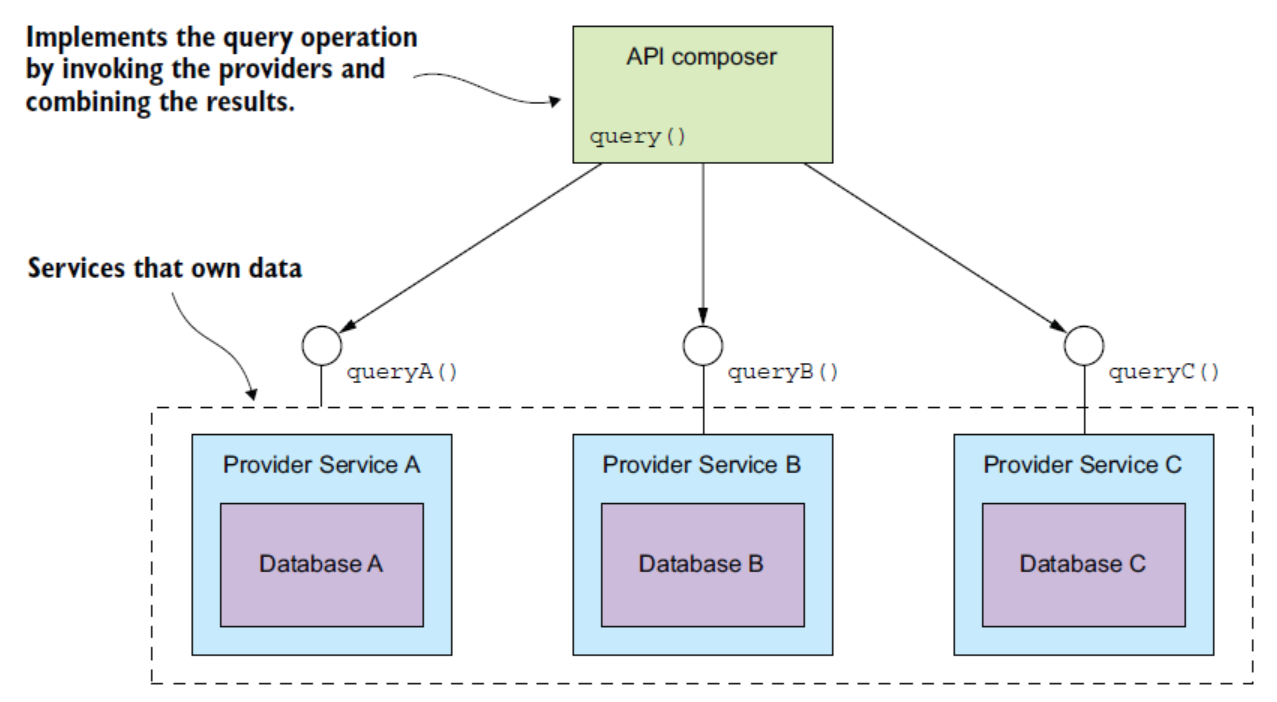 Implements the query operation
by invoking the providers and
combining the results.
API composer
query()
Services that own data
queryA()
queryB()
queryC()
Provider Service A
Provider Service B
Provider Service C
Database A
Database B
Database C